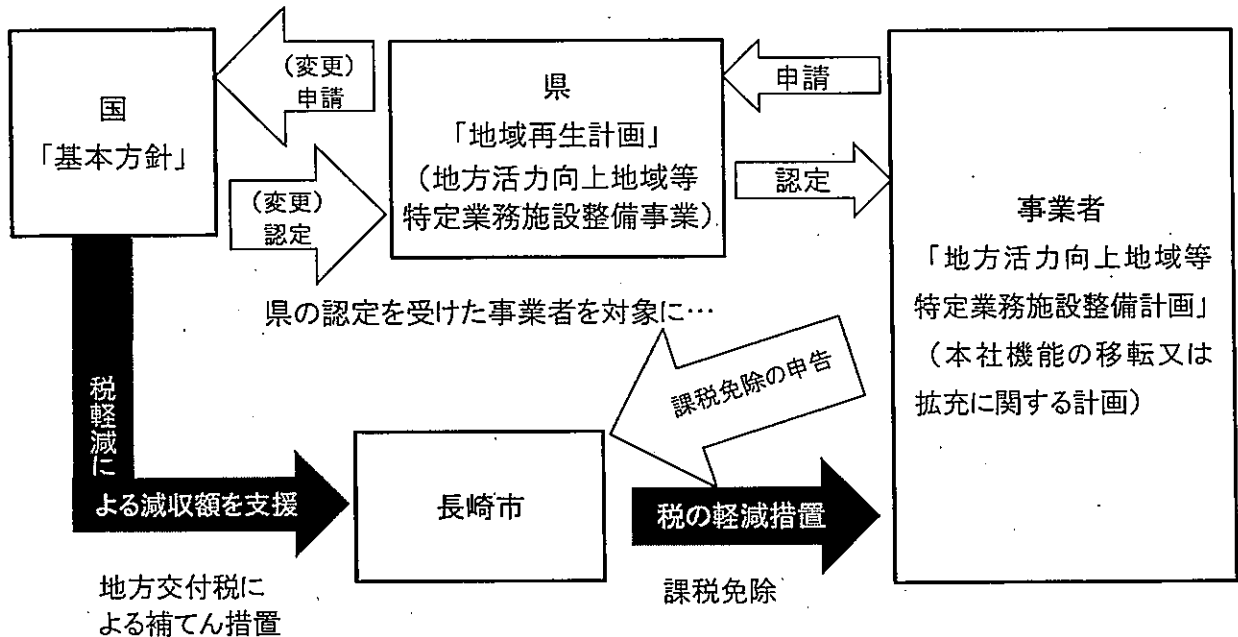 国
「基本方針」
（変更）
申請
（変更）
認定
県
「地域再生計画」
（地方活力向上地域等
特定業務施設整備事業）
申請
認定
事業者
「地方活力向上地域等
特定業務施設整備計画」
（本社機能の移転又は
拡充に関する計画）
県の認定を受けた事業者を対象に…
課税免除の申告
税軽減に
よる減収額を支援
長崎市
税の軽減措置
地方交付税に
よる補てん措置
課税免除